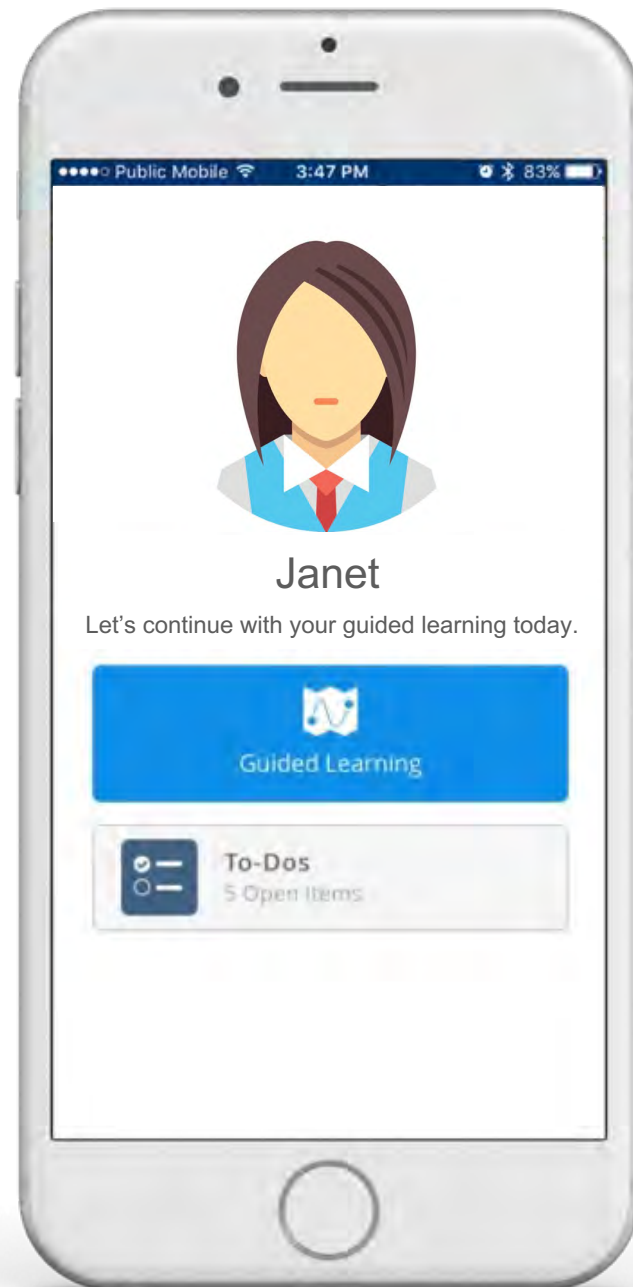 Public Mobile 3:47 PM 83%
Janet
Let’s continue with your guided learning today.
Guided Learning
To-Dos
5 Open Items